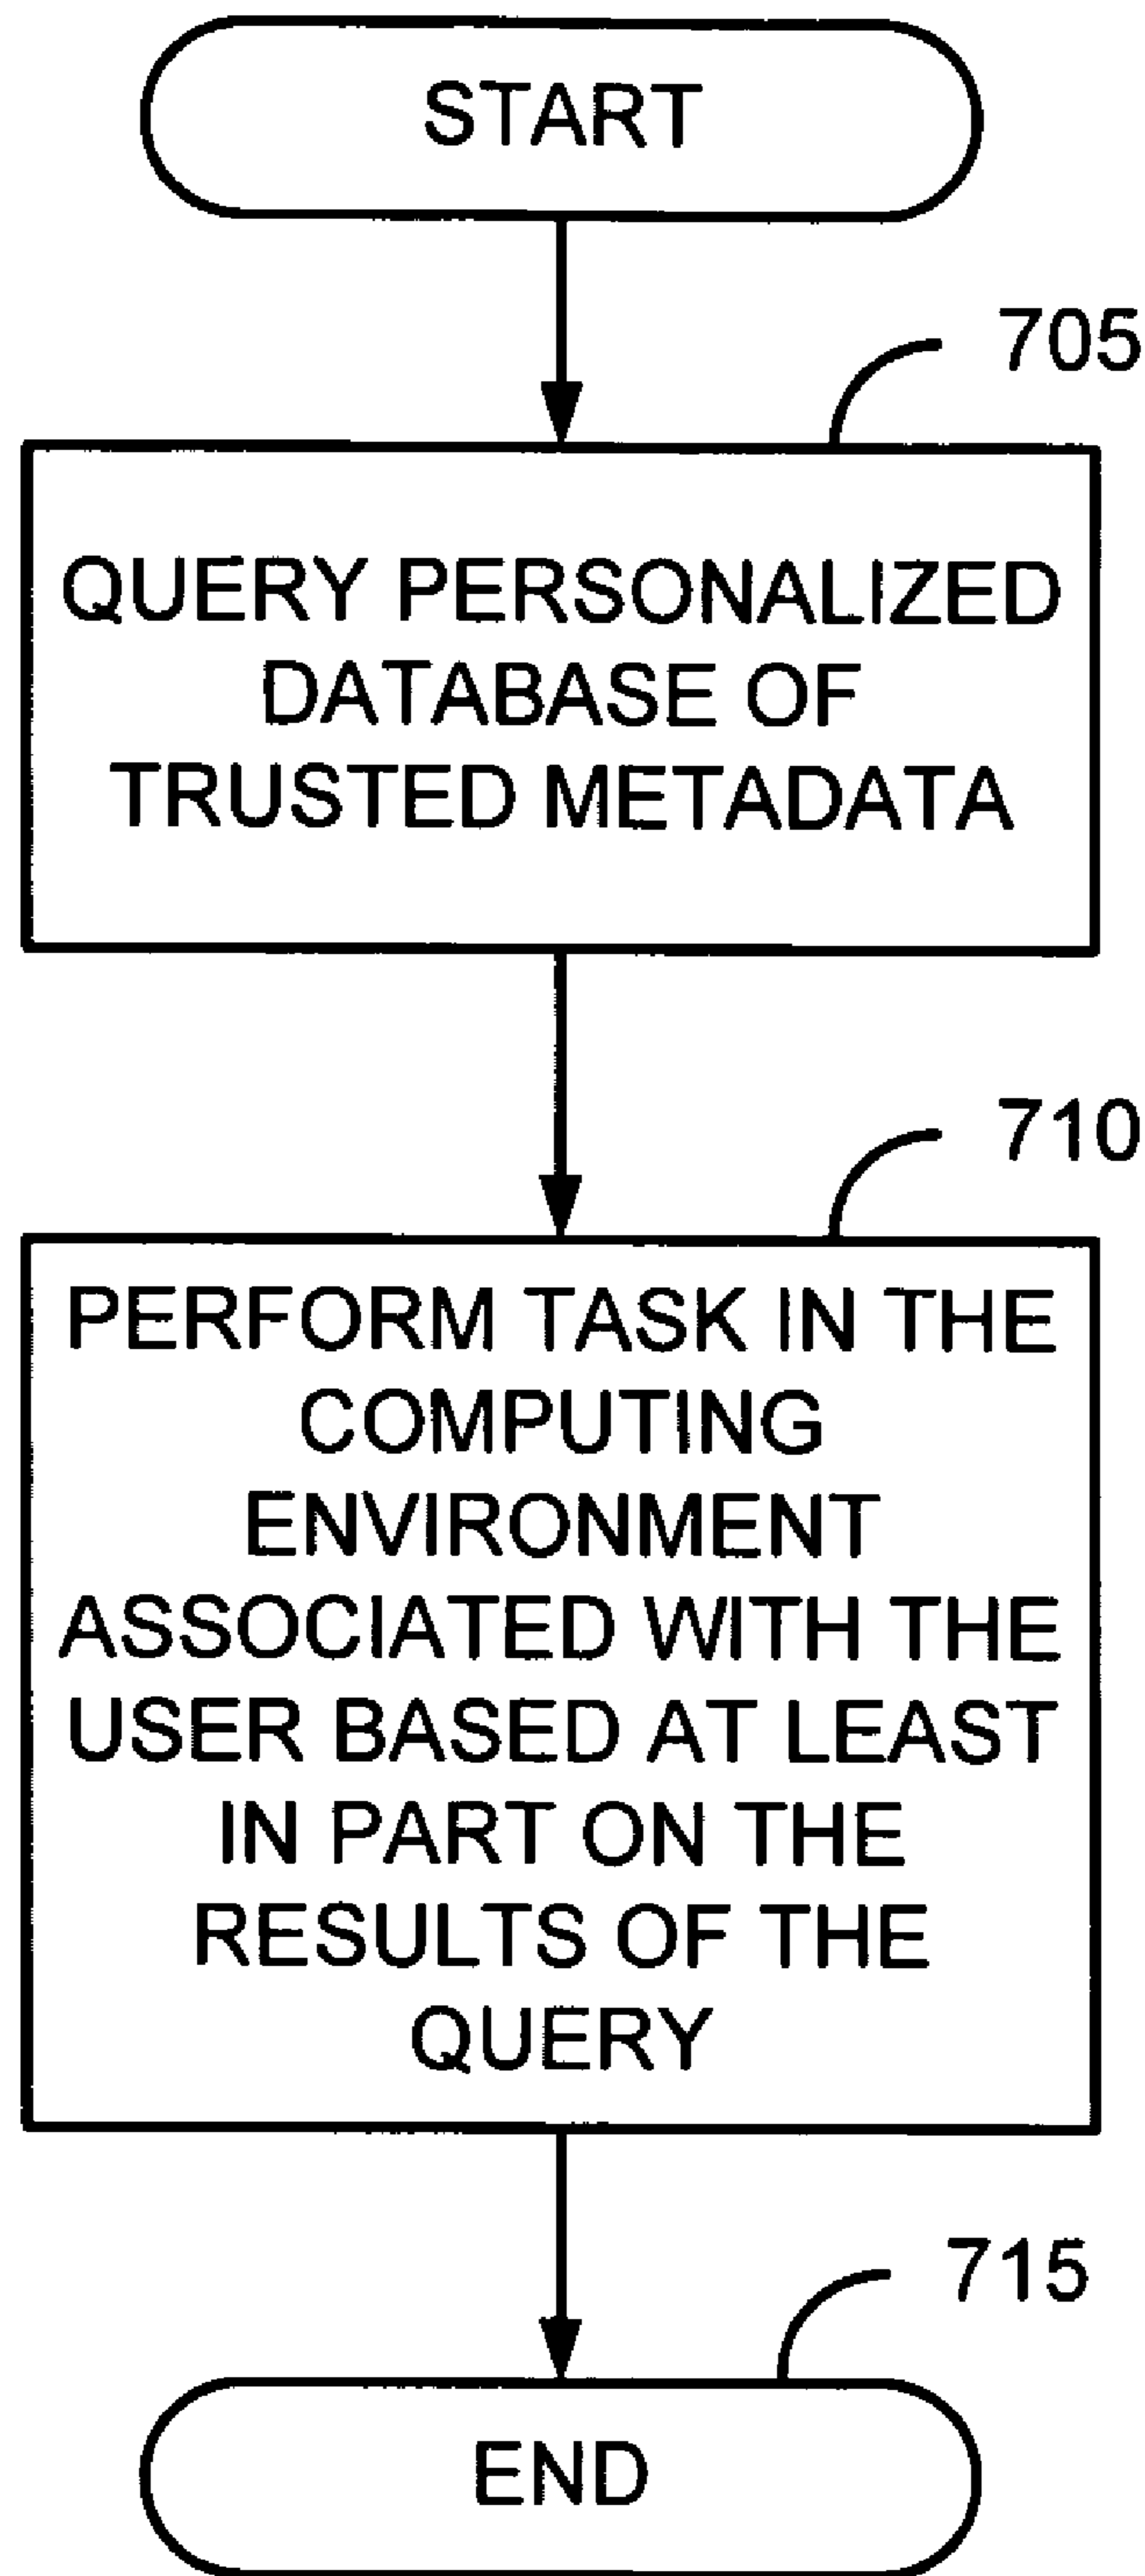 START
705
QUERY PERSONALIZED
DATABASE OF
TRUSTED METADATA
710
PERFORM TASK IN THE
COMPUTING
ENVIRONMENT
ASSOCIATED WITH THE
USER BASED AT LEAST
IN PART ON THE
RESULTS OF THE
QUERY
715
END